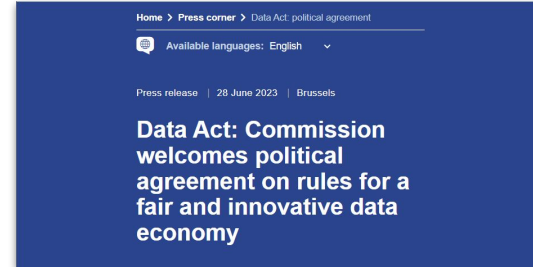 Home > Press corner > Data Act: political agreement
Available languages: English
Press release | 28 June 2023 | Brussels
Data Act: Commission
welcomes political
agreement on rules for a
fair and innovative data
economy